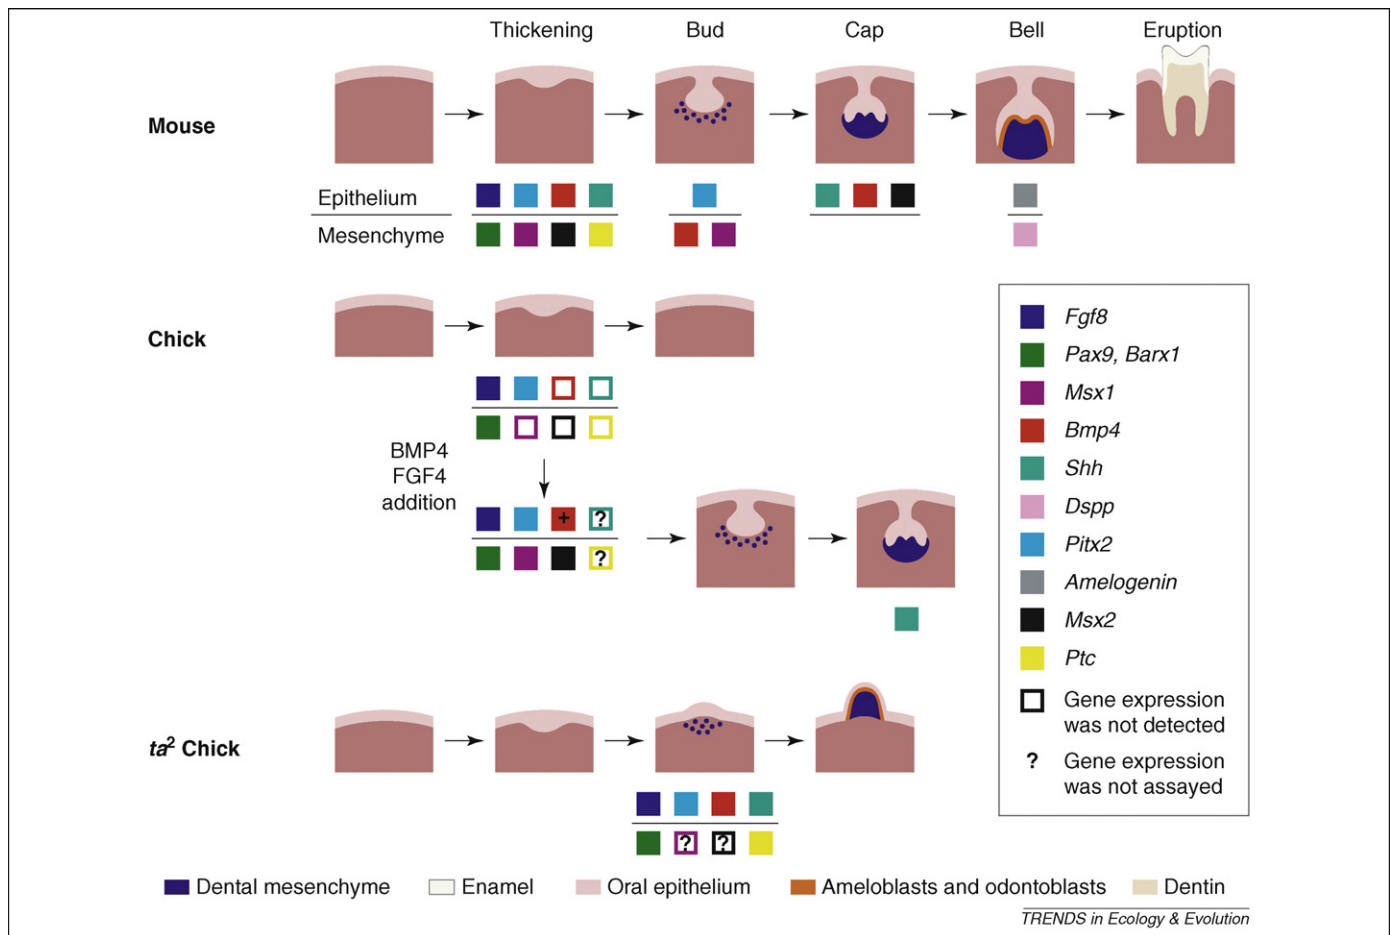 Thickening Bud Cap Bell Eruption
Mouse
Epithelium
Mesenchyme
Chick
BMP4
FGF4
addition
+ ?
?
Fgf8
Pax9, Barx1
Msx1
Bmp4
Shh
Dspp
Pitx2
Amelogenin
Msx2
Ptc
Gene expression
was not detected
? Gene expression
was not assayed
ta² Chick
? ?
Dental mesenchyme Enamel Oral epithelium Ameloblasts and odontoblasts Dentin
TRENDS in Ecology & Evolution